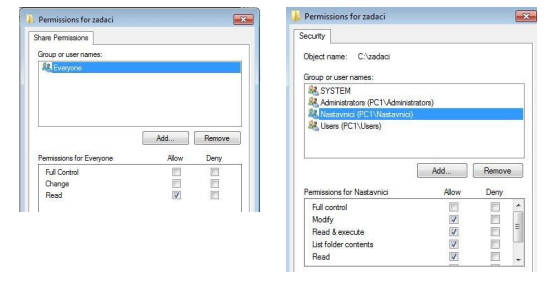 Permissions for zadaci
Share Permissions
Group or user names:
Everyone
Add... Remove
Permissions for Everyone Allow Deny
Full Control
Change
Read
Permissions for zadaci
Security
Object name: C:\zadaci
Group or user names:
SYSTEM
Administrators (PC1\Administrators)
Nastavnici (PC1\Nastavnici)
Users (PC1\Users)
Add... Remove
Permissions for Nastavnici Allow Deny
Full control
Modify
Read & execute
List folder contents
Read